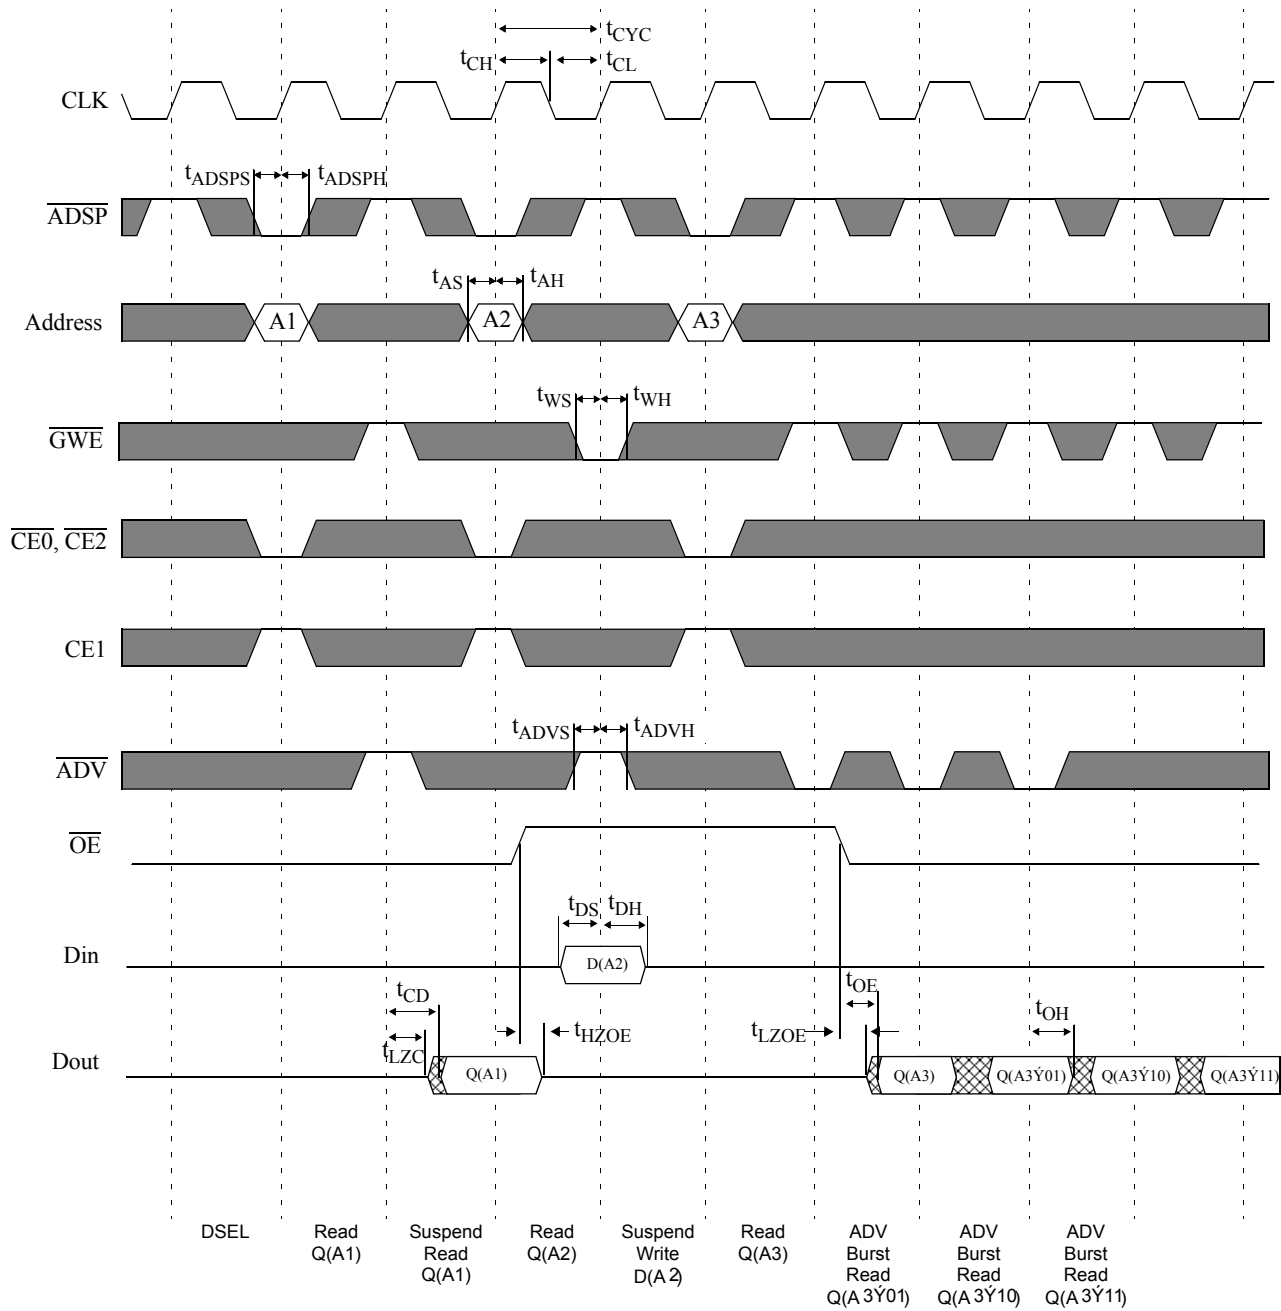 tCYC
tCH tCL
CLK
tADSPS tADSPH
ADSP
tAS tAH
Address A1 A2 A3
tWS tWH
GWE
CE0, CE2
CE1
tADVS tADVH
ADV
OE
tDS tDH
Din D(A2)
tCD tOE tOH
tHZOE tLZOE
tLZC
Dout Q(A1) Q(A3) Q(A3Ý01) Q(A3Ý10) Q(A3Ý11)
DSEL Read Suspend Read Suspend Read ADV ADV ADV
Q(A1) Read Q(A2) Write Q(A3) Burst Burst Burst
Q(A1) D(A2) Read Read Read
Q(A3Ý01) Q(A3Ý10) Q(A3Ý11)